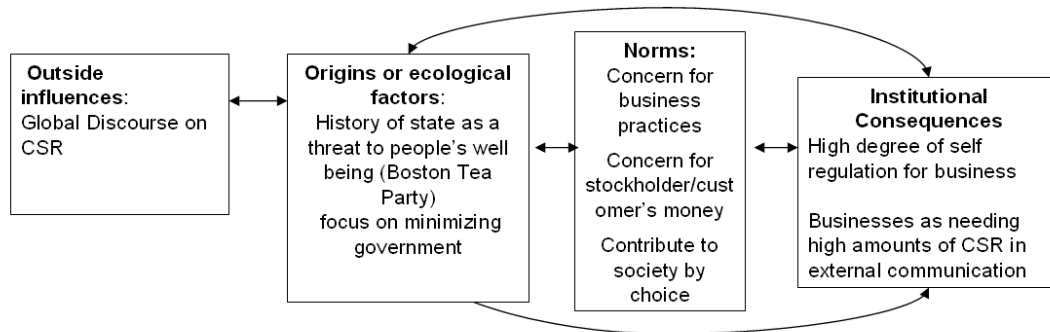 Outside
influences:
Global Discourse on
CSR
Origins or ecological
factors:
History of state as a
threat to people's well
being (Boston Tea
Party)
focus on minimizing
government
Norms:
Concern for
business
practices
Concern for
stockholder/cust
omer's money
Contribute to
society by
choice
Institutional
Consequences
High degree of self
regulation for business
Businesses as needing
high amounts of CSR in
external communication